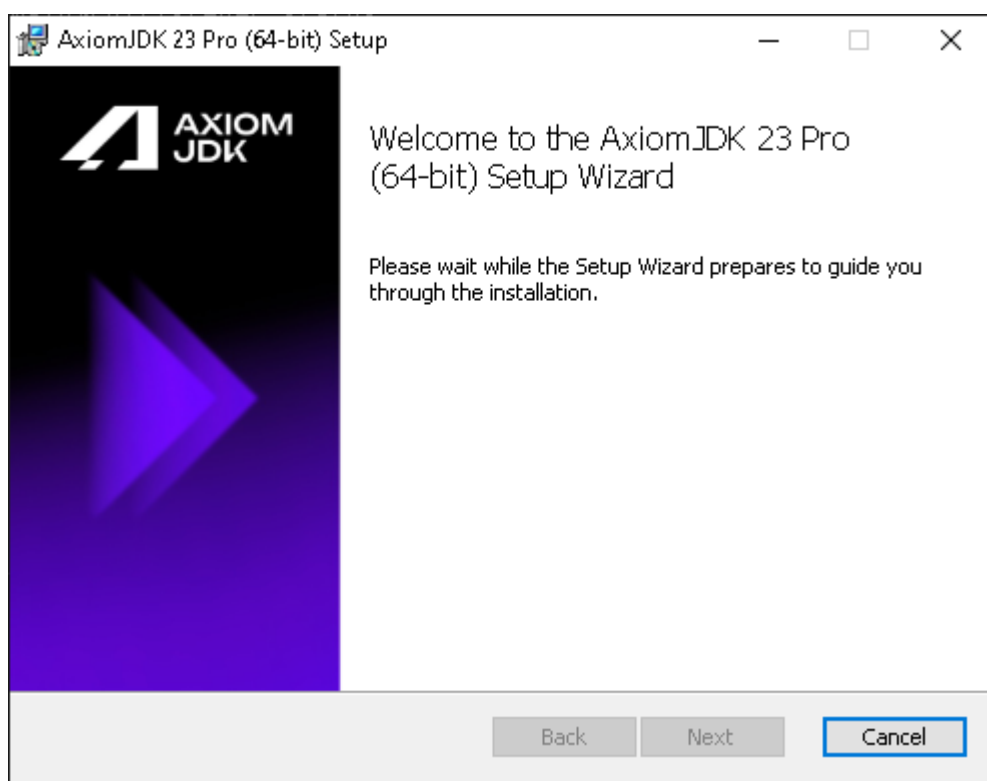 AxiomJDK 23 Pro (64-bit) Setup
AXIOM
JDK
Welcome to the AxiomJDK 23 Pro
(64-bit) Setup Wizard
Please wait while the Setup Wizard prepares to guide you
through the installation.
Back
Next
Cancel